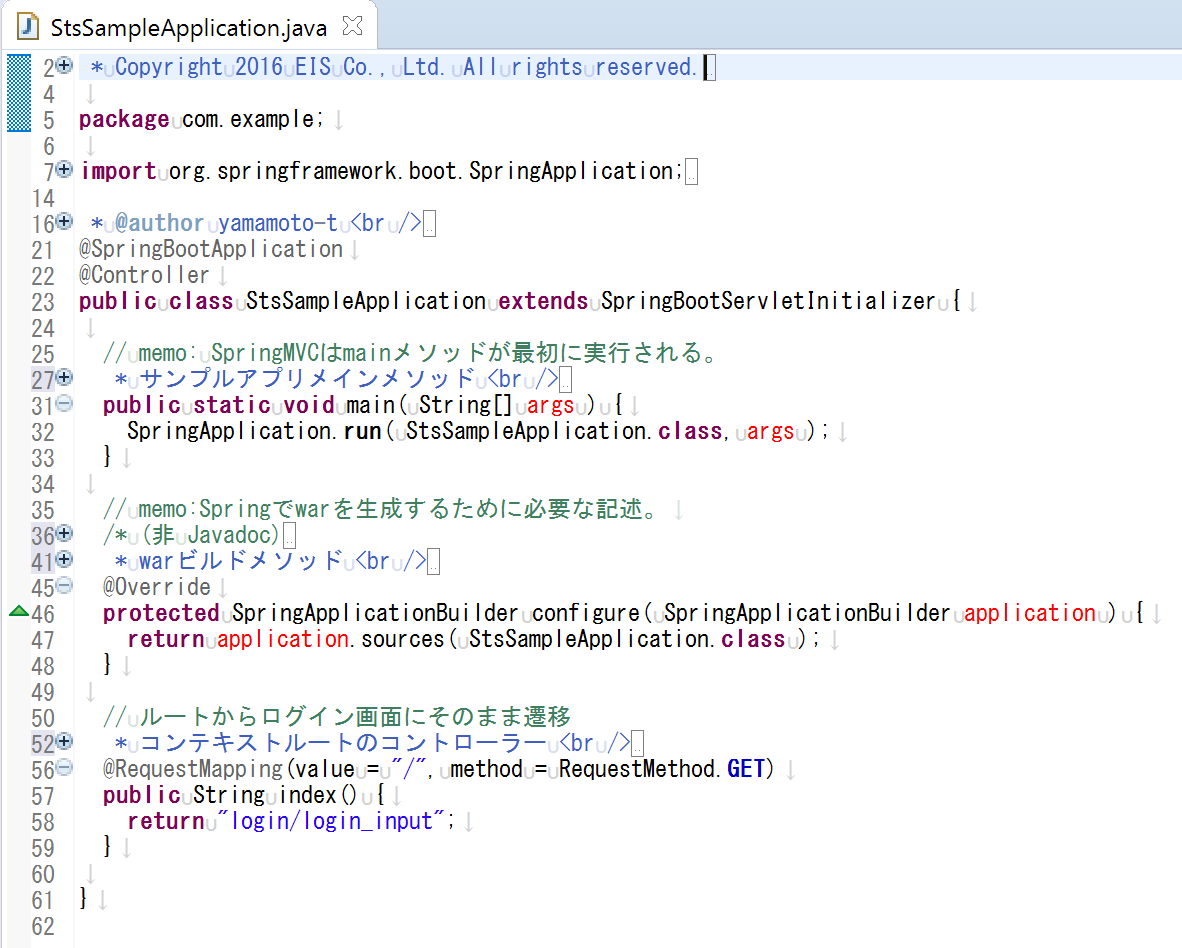 StsSampleApplication.java
2 * Copyright 2016 EIS Co., Ltd. All rights reserved.
4
5 package com.example;
6
7 import org.springframework.boot.SpringApplication;
14
16 * @author yamamoto-t <br />
21 @SpringBootApplication
22 @Controller
23 public class StsSampleApplication extends SpringBootServletInitializer {
24
25 // memo: SpringMVCはmainメソッドが最初に実行される。
27 * サンプルアプリメインメソッド <br />
31 public static void main( String[] args ) {
32 SpringApplication.run( StsSampleApplication.class, args );
33 }
34
35 // memo:Springでwarを生成するために必要な記述。
36 /* (非 Javadoc)
41 * warビルドメソッド <br />
45 @Override
46 protected SpringApplicationBuilder configure( SpringApplicationBuilder application ) {
47 return application.sources( StsSampleApplication.class );
48 }
49
50 // ルートからログイン画面にそのまま遷移
52 * コンテキストルートのコントローラー <br />
56 @RequestMapping(value = "/", method = RequestMethod.GET)
57 public String index() {
58 return "login/login_input";
59 }
60
61 }
62